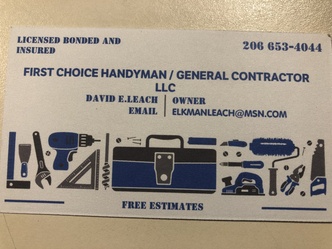 LICENSED BONDED AND
INSURED
206 653-4044
FIRST CHOICE HANDYMAN / GENERAL CONTRACTOR
LLC
DAVID E.LEACH | OWNER
EMAIL | ELKMANLEACH@MSN.COM
FREE ESTIMATES